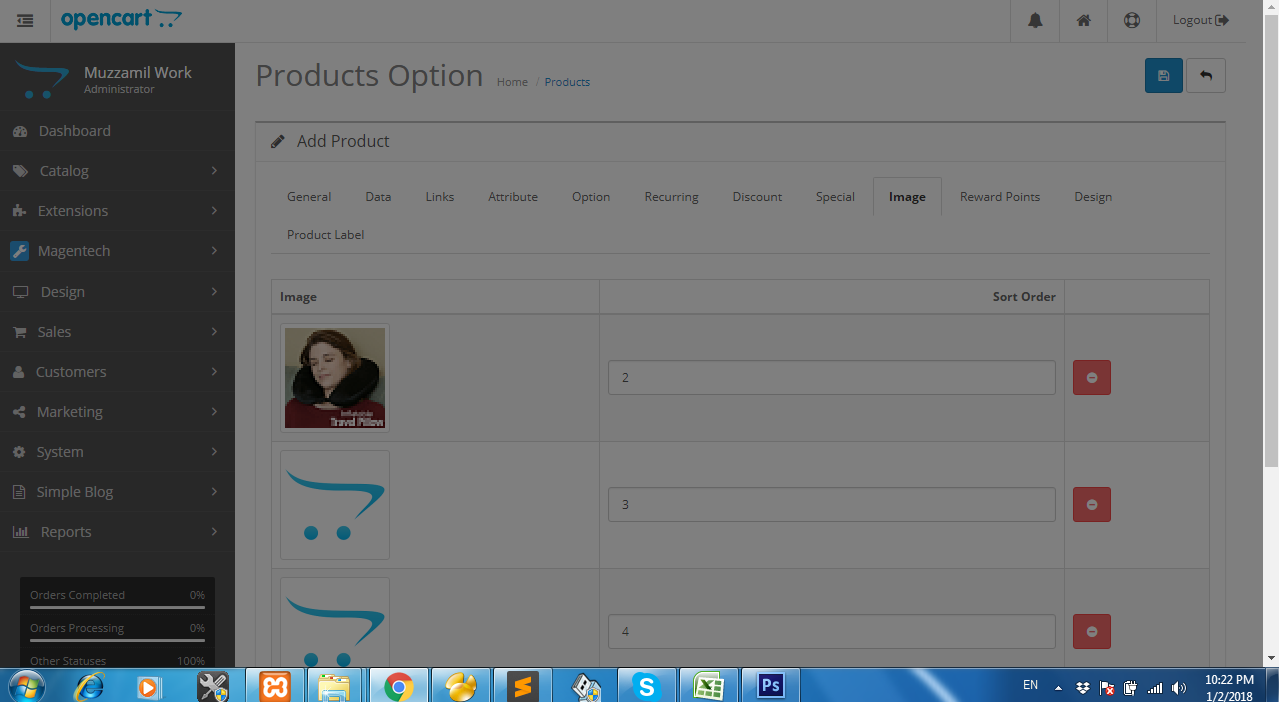 opencart
Logout
Muzzamil Work
Administrator
Products Option Home / Products
Dashboard
Catalog
Extensions
Magentech
Design
Sales
Customers
Marketing
System
Simple Blog
Reports
Orders Completed 0%
Orders Processing 0%
Other Statuses 100%
Add Product
General Data Links Attribute Option Recurring Discount Special Image Reward Points Design
Product Label
Image Sort Order
Travel Pillow
2
3
4
EN
10:22 PM
1/2/2018
S
X
Ps